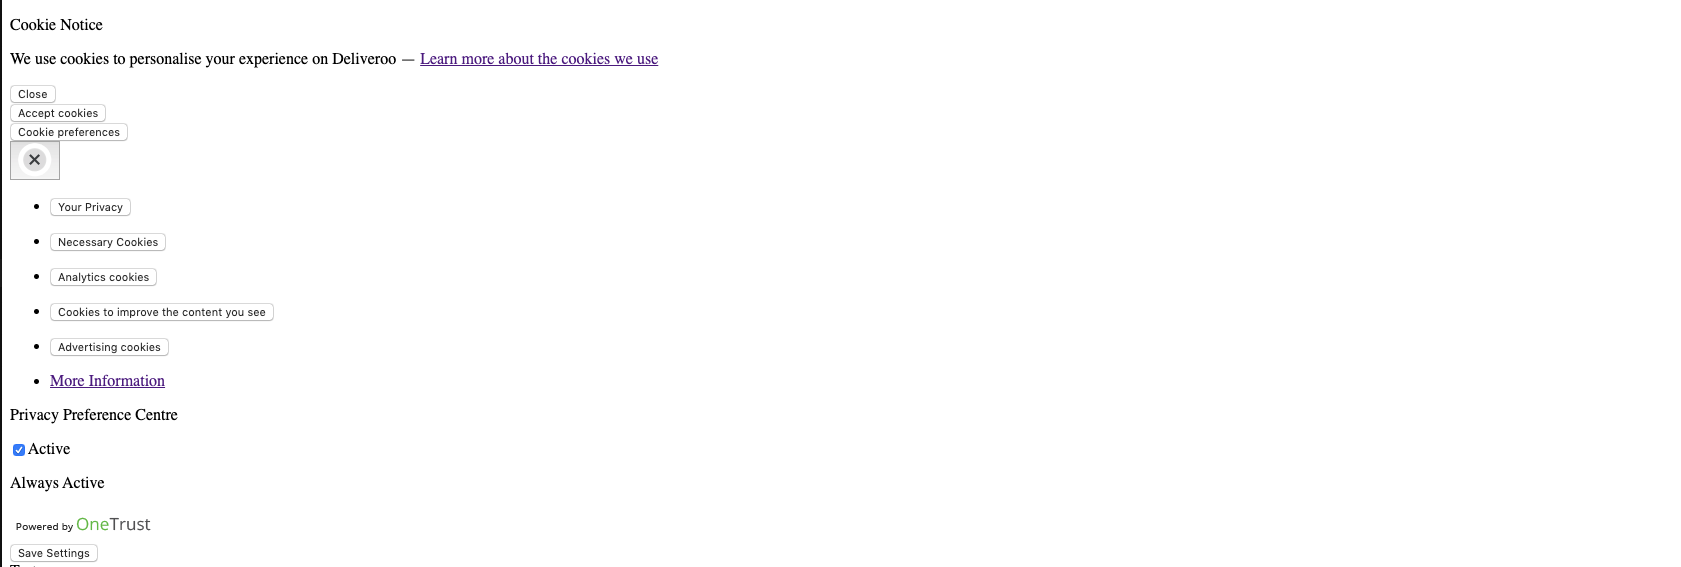 Cookie Notice
We use cookies to personalise your experience on Deliveroo — Learn more about the cookies we use
Close
Accept cookies
Cookie preferences
Your Privacy
Necessary Cookies
Analytics cookies
Cookies to improve the content you see
Advertising cookies
More Information
Privacy Preference Centre
Active
Always Active
Powered by OneTrust
Save Settings